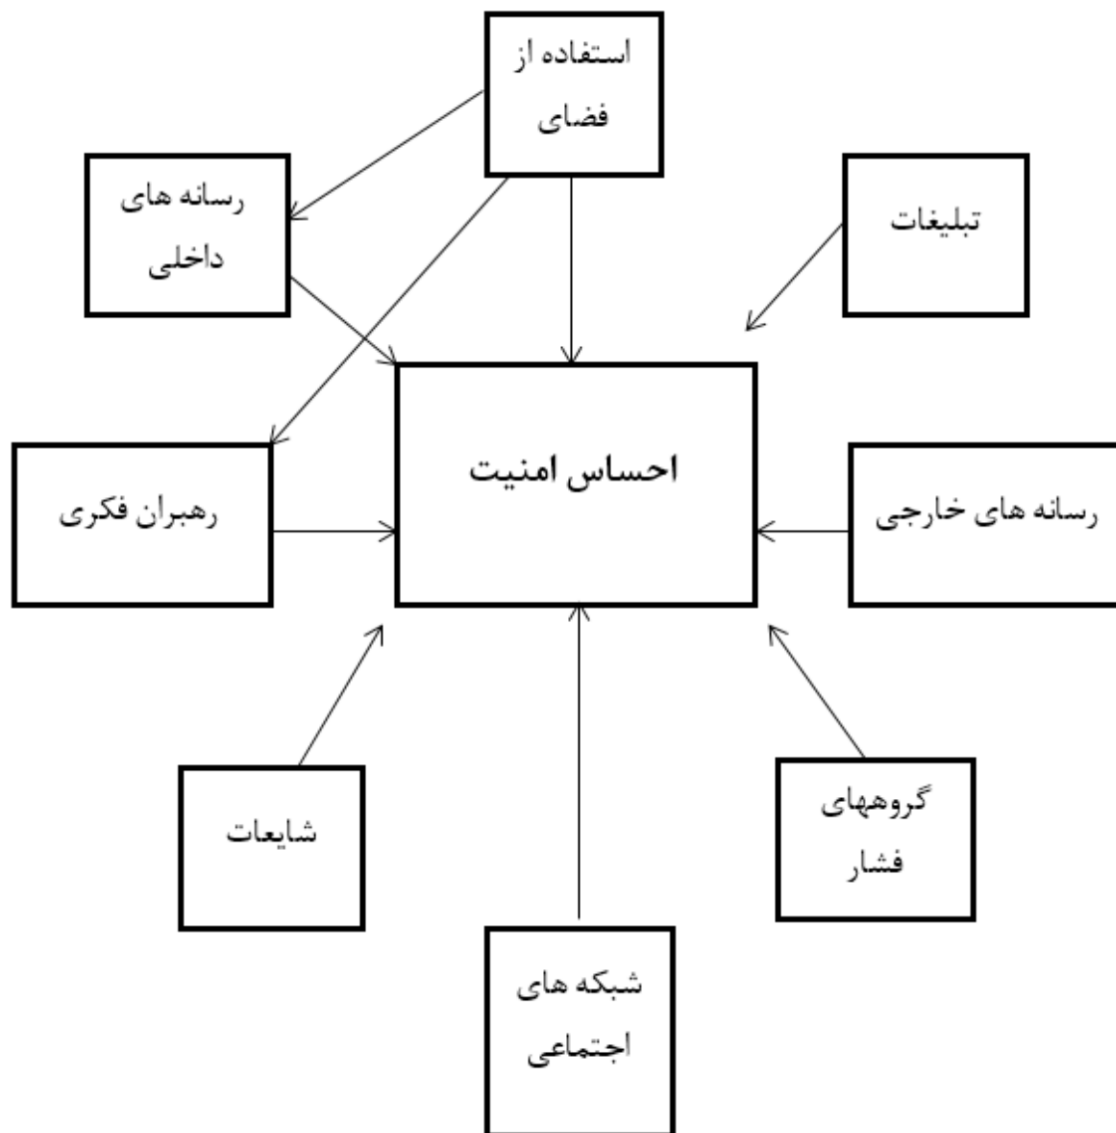 استفاده از
فضای
تبلیغات
رسانه های
داخلی
احساس امنیت
رسانه های خارجی
رهبران فکری
گروههای
فشار
شایعات
شبکه های
اجتماعی